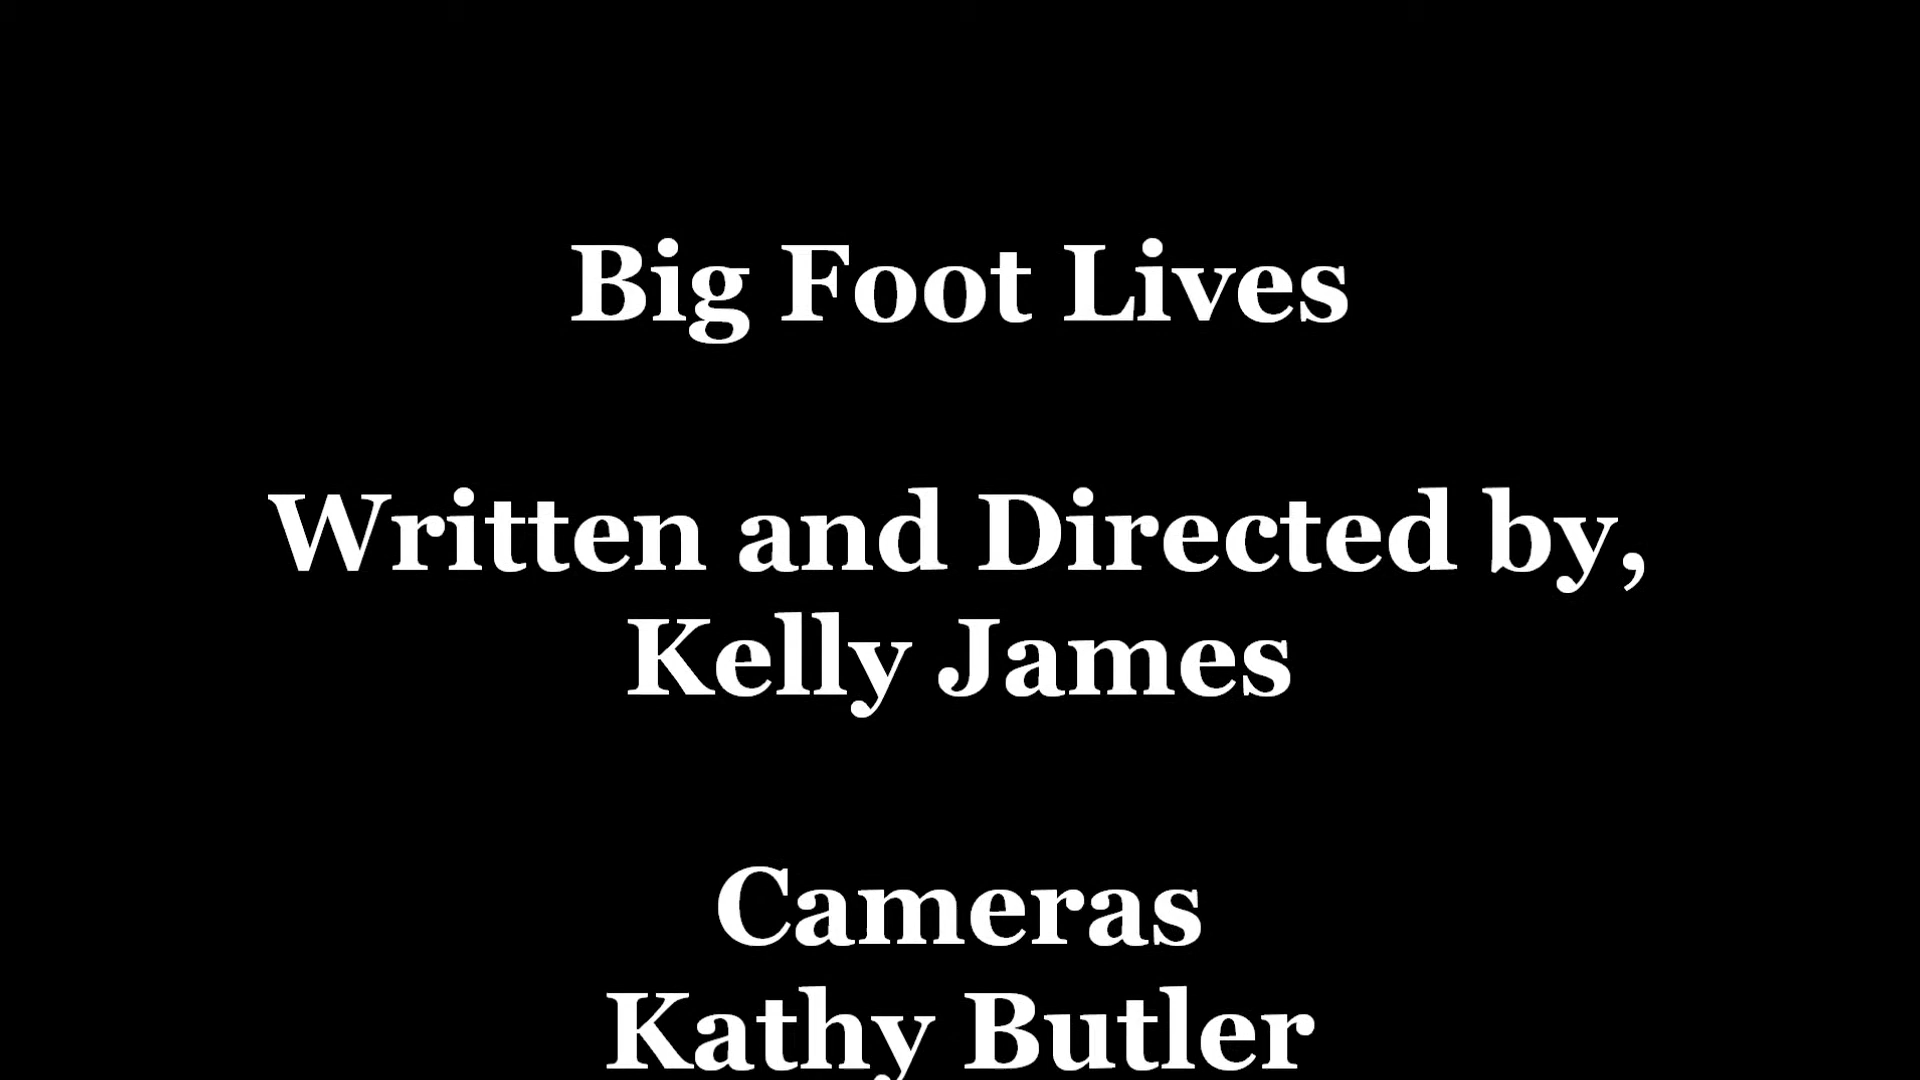 Big Foot Lives
Written and Directed by,
Kelly James
Cameras
Kathy Butler